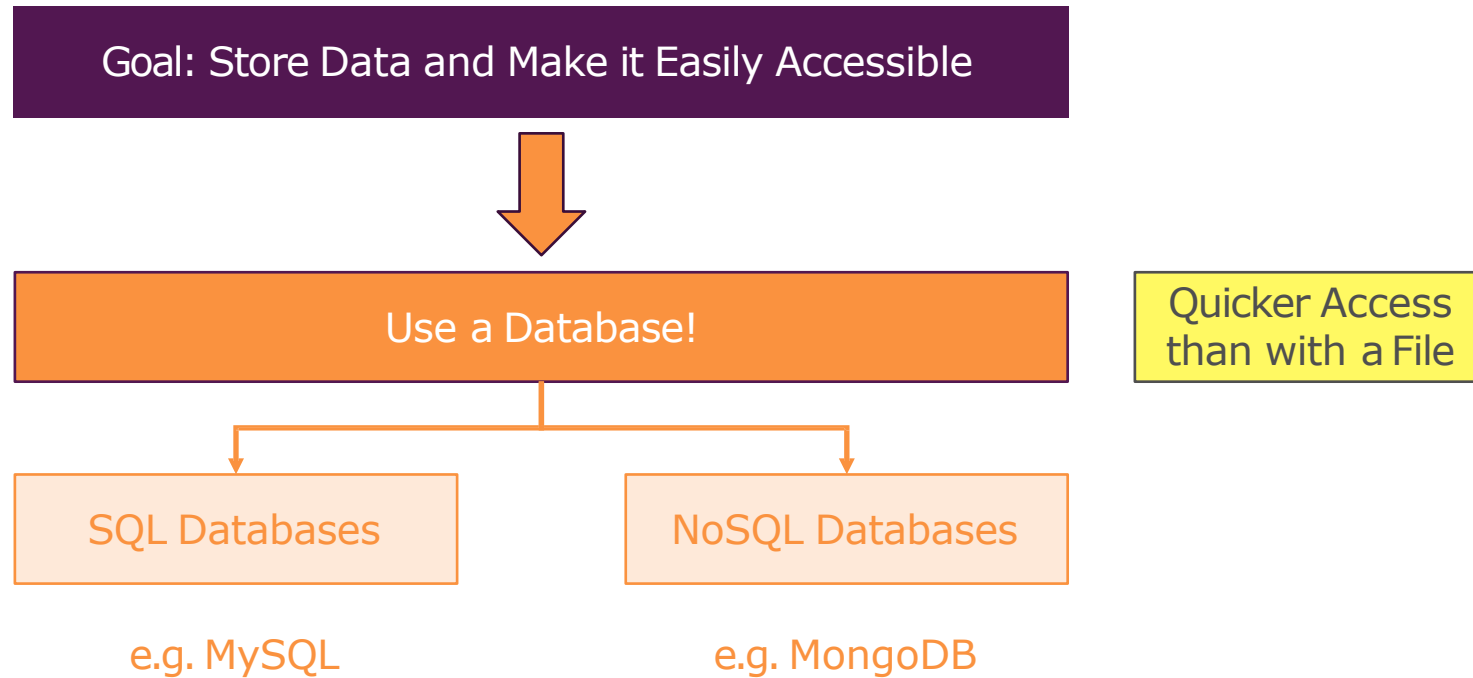 Goal: Store Data and Make it Easily Accessible
Use a Database!
Quicker Access
than with a File
SQL Databases
NoSQL Databases
e.g. MySQL
e.g. MongoDB